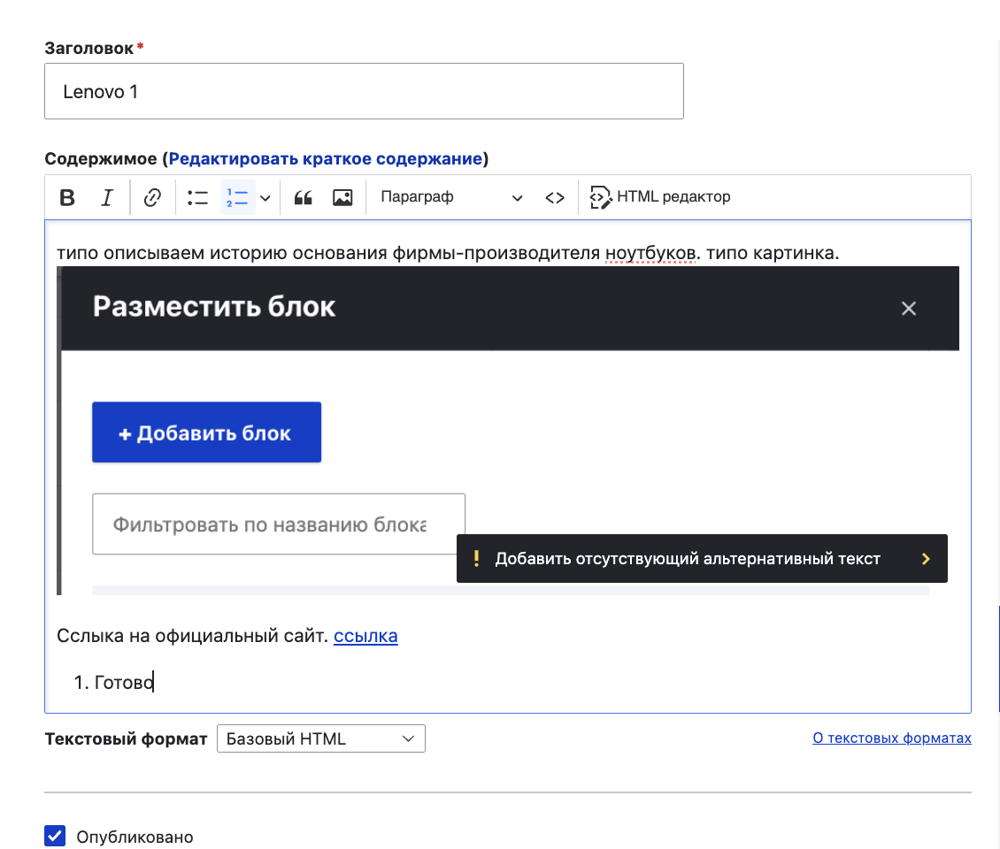 Заголовок*
Lenovo 1
Содержимое (Редактировать краткое содержание)
B I 1 2 Параграф <> HTML редактор
типо описываем историю основания фирмы-производителя ноутбуков. типо картинка.
Разместить блок
+ Добавить блок
Фильтровать по названию блока
! Добавить отсутствующий альтернативный текст
Сслыка на официальный сайт. ссылка
1. Готово
Текстовый формат Базовый HTML О текстовых форматах
Опубликовано